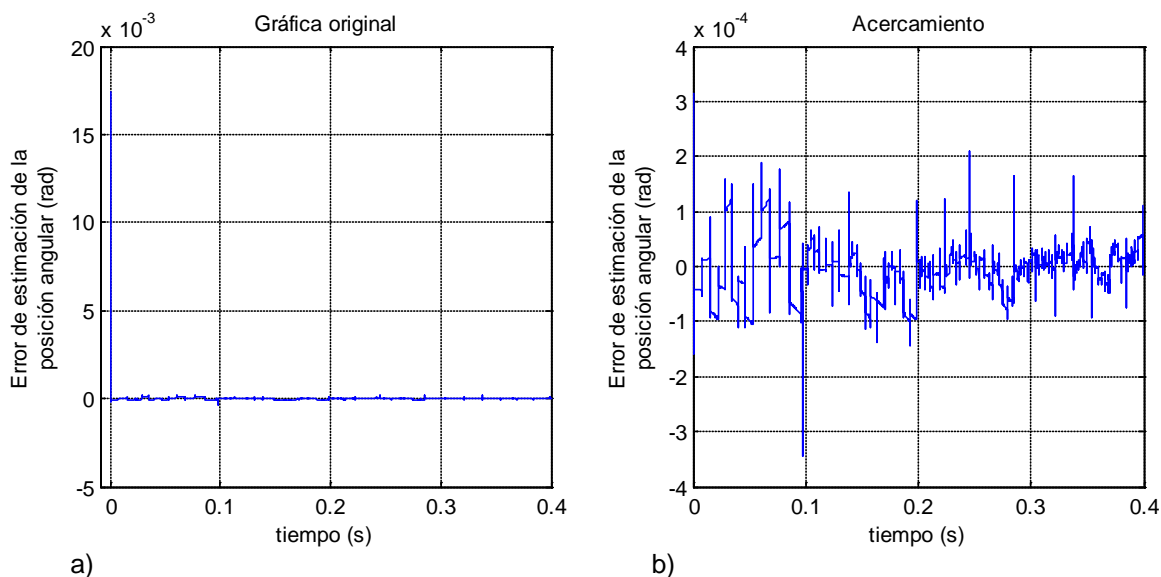 Gráfica original
x 10-3
20
15
10
5
0
-5
0
0.1
0.2
0.3
0.4
Error de estimación de la
posición angular (rad)
tiempo (s)
a)
Acercamiento
x 10-4
4
3
2
1
0
-1
-2
-3
-4
0
0.1
0.2
0.3
0.4
Error de estimación de la
posición angular (rad)
tiempo (s)
b)